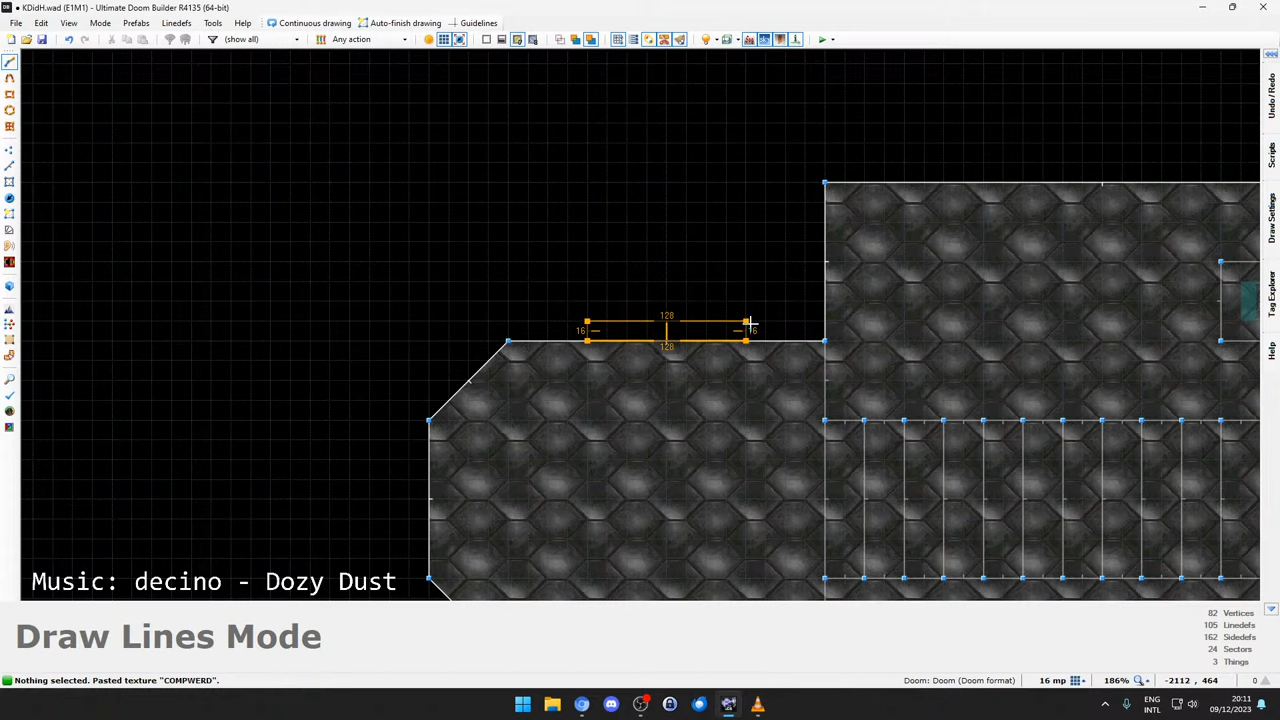 KDidH.wad (E1M1) - Ultimate Doom Builder R4135 (64-bit)
File Edit View Mode Prefabs Linedefs Tools Help Continuous drawing Auto-finish drawing Guidelines
(show all) Any action
Undo / Redo
Scripts
Draw Settings
Tag Explorer
Help
128
16 16
128
Music: decino - Dozy Dust
Draw Lines Mode
82 Vertices
105 Linedefs
162 Sidedefs
24 Sectors
3 Things
Nothing selected. Pasted texture "COMPWERD". Doom: Doom (Doom format) 16 mp 186% -2112 , 464 0
ENG
INTL
20:11
09/12/2023